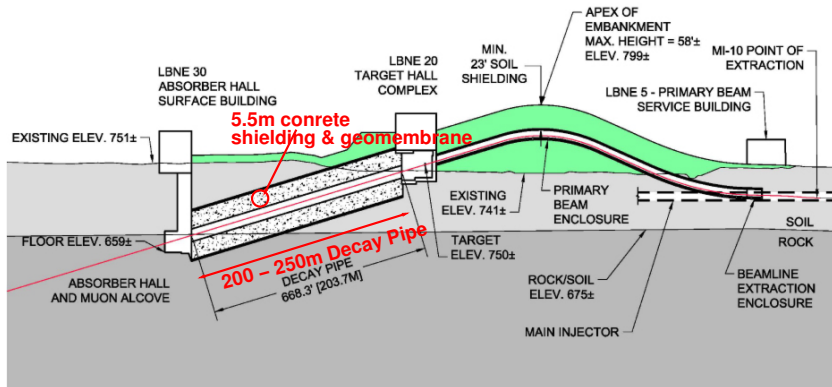 APEX OF
EMBANKMENT
MAX. HEIGHT = 58'±
ELEV. 799±
MI-10 POINT OF
EXTRACTION
LBNE 20
TARGET HALL
COMPLEX
MIN.
23' SOIL
SHIELDING
LBNE 30
ABSORBER HALL
SURFACE BUILDING
LBNE 5 - PRIMARY BEAM
SERVICE BUILDING
5.5m conrete
shielding & geomembrane
EXISTING ELEV. 751±
EXISTING
ELEV. 741±
PRIMARY
BEAM
ENCLOSURE
SOIL
ROCK
FLOOR ELEV. 659±
200 – 250m Decay Pipe
TARGET
ELEV. 750±
DECAY PIPE
668.3' [203.7M]
ABSORBER HALL
AND MUON ALCOVE
ROCK/SOIL
ELEV. 675±
BEAMLINE
EXTRACTION
ENCLOSURE
MAIN INJECTOR